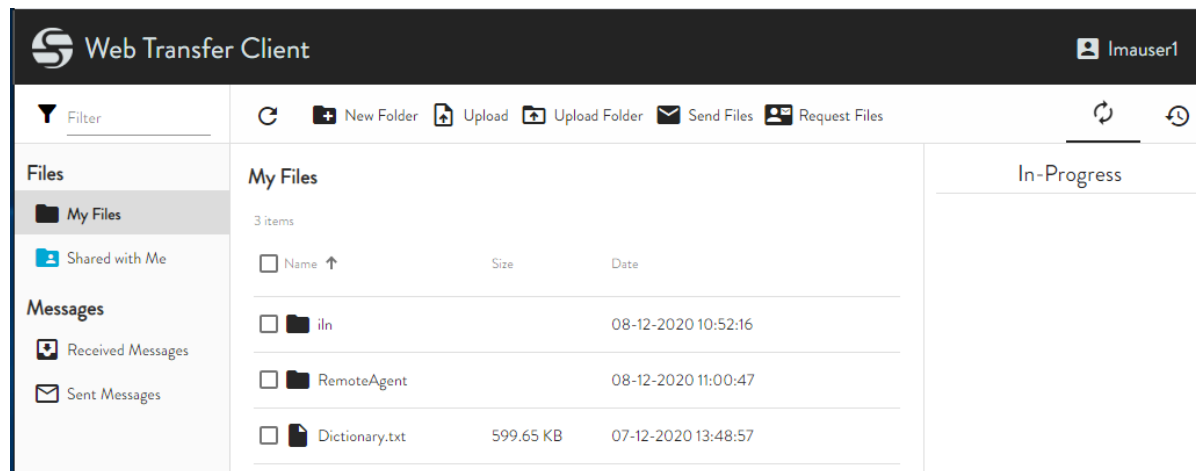 Web Transfer Client
lmauser1
Filter
New Folder Upload Upload Folder Send Files Request Files
Files
My Files
Shared with Me
Messages
Received Messages
Sent Messages
My Files
3 items
Name Size Date
iln 08-12-2020 10:52:16
RemoteAgent 08-12-2020 11:00:47
Dictionary.txt 599.65 KB 07-12-2020 13:48:57
In-Progress